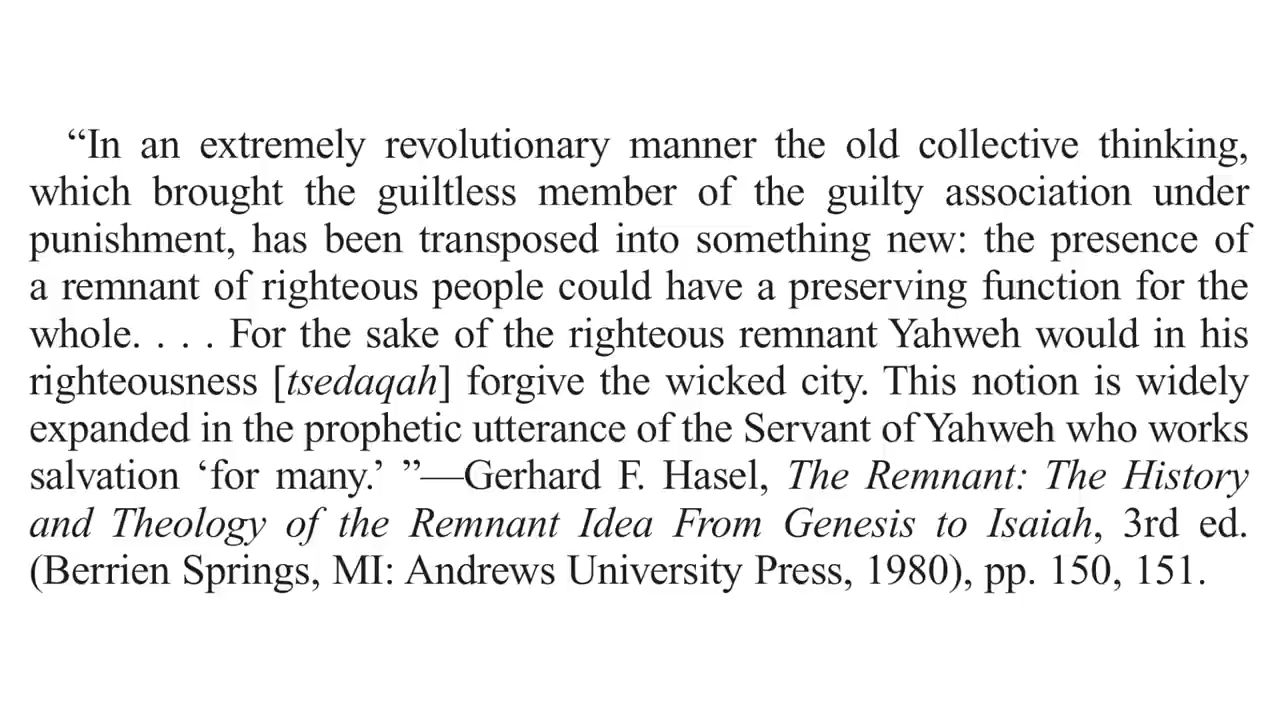 “In an extremely revolutionary manner the old collective thinking,
which brought the guiltless member of the guilty association under
punishment, has been transposed into something new: the presence of
a remnant of righteous people could have a preserving function for the
whole. . . . For the sake of the righteous remnant Yahweh would in his
righteousness [tsedaqah] forgive the wicked city. This notion is widely
expanded in the prophetic utterance of the Servant of Yahweh who works
salvation ‘for many.’ ”—Gerhard F. Hasel, The Remnant: The History
and Theology of the Remnant Idea From Genesis to Isaiah, 3rd ed.
(Berrien Springs, MI: Andrews University Press, 1980), pp. 150, 151.